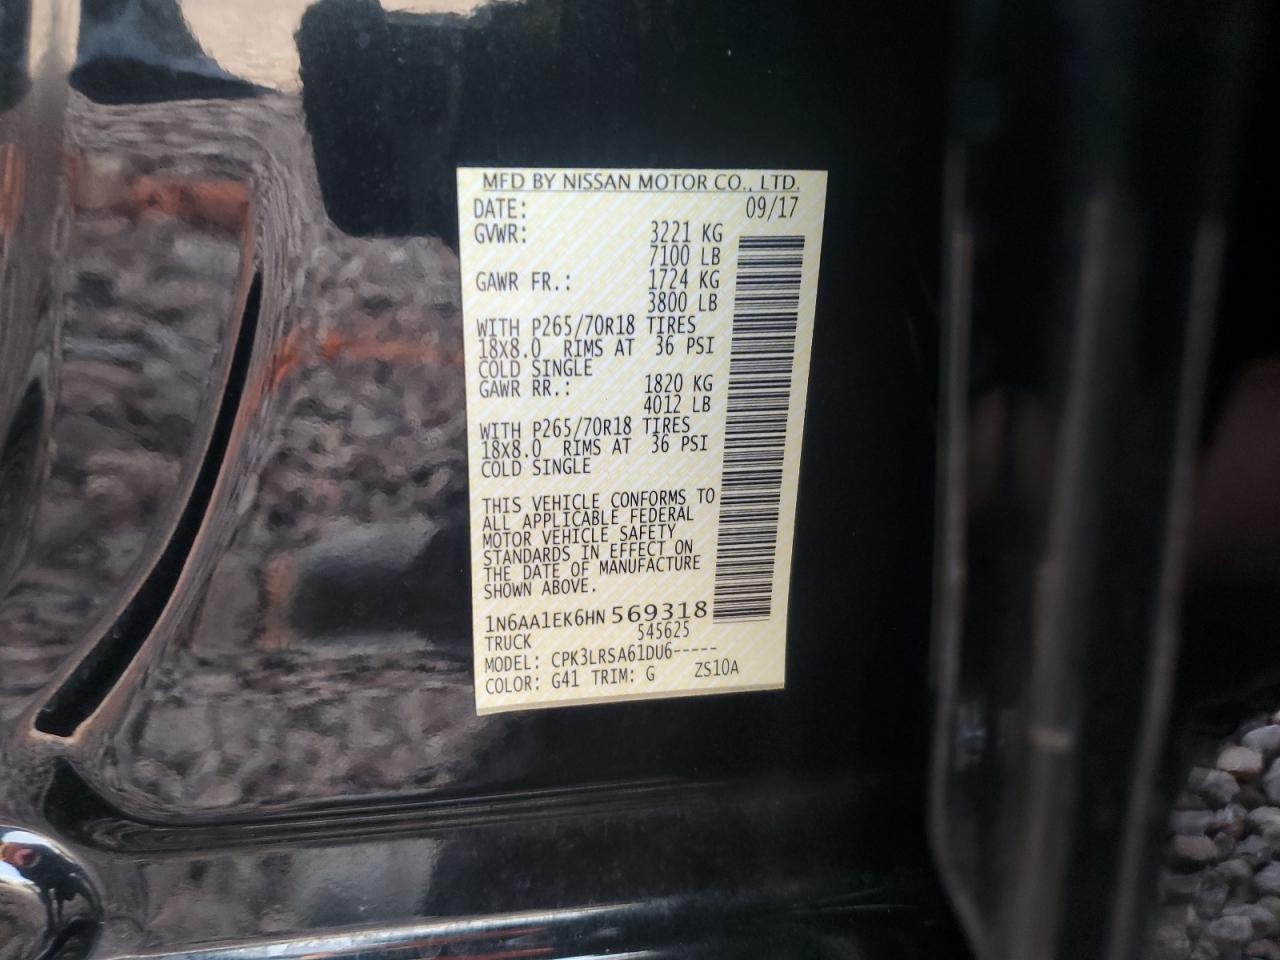 MFD BY NISSAN MOTOR CO., LTD.
DATE: 09/17
GVWR: 3221 KG
7100 LB
GAWR FR.: 1724 KG
3800 LB
WITH P265/70R18 TIRES
18X8.0 RIMS AT 36 PSI
COLD SINGLE
GAWR RR.: 1820 KG
4012 LB
WITH P265/70R18 TIRES
18X8.0 RIMS AT 36 PSI
COLD SINGLE
THIS VEHICLE CONFORMS TO
ALL APPLICABLE FEDERAL
MOTOR VEHICLE SAFETY
STANDARDS IN EFFECT ON
THE DATE OF MANUFACTURE
SHOWN ABOVE.
1N6AA1EK6HN 569318
TRUCK 545625
MODEL: CPK3LRSA61DU6-----
COLOR: G41 TRIM: G ZS10A